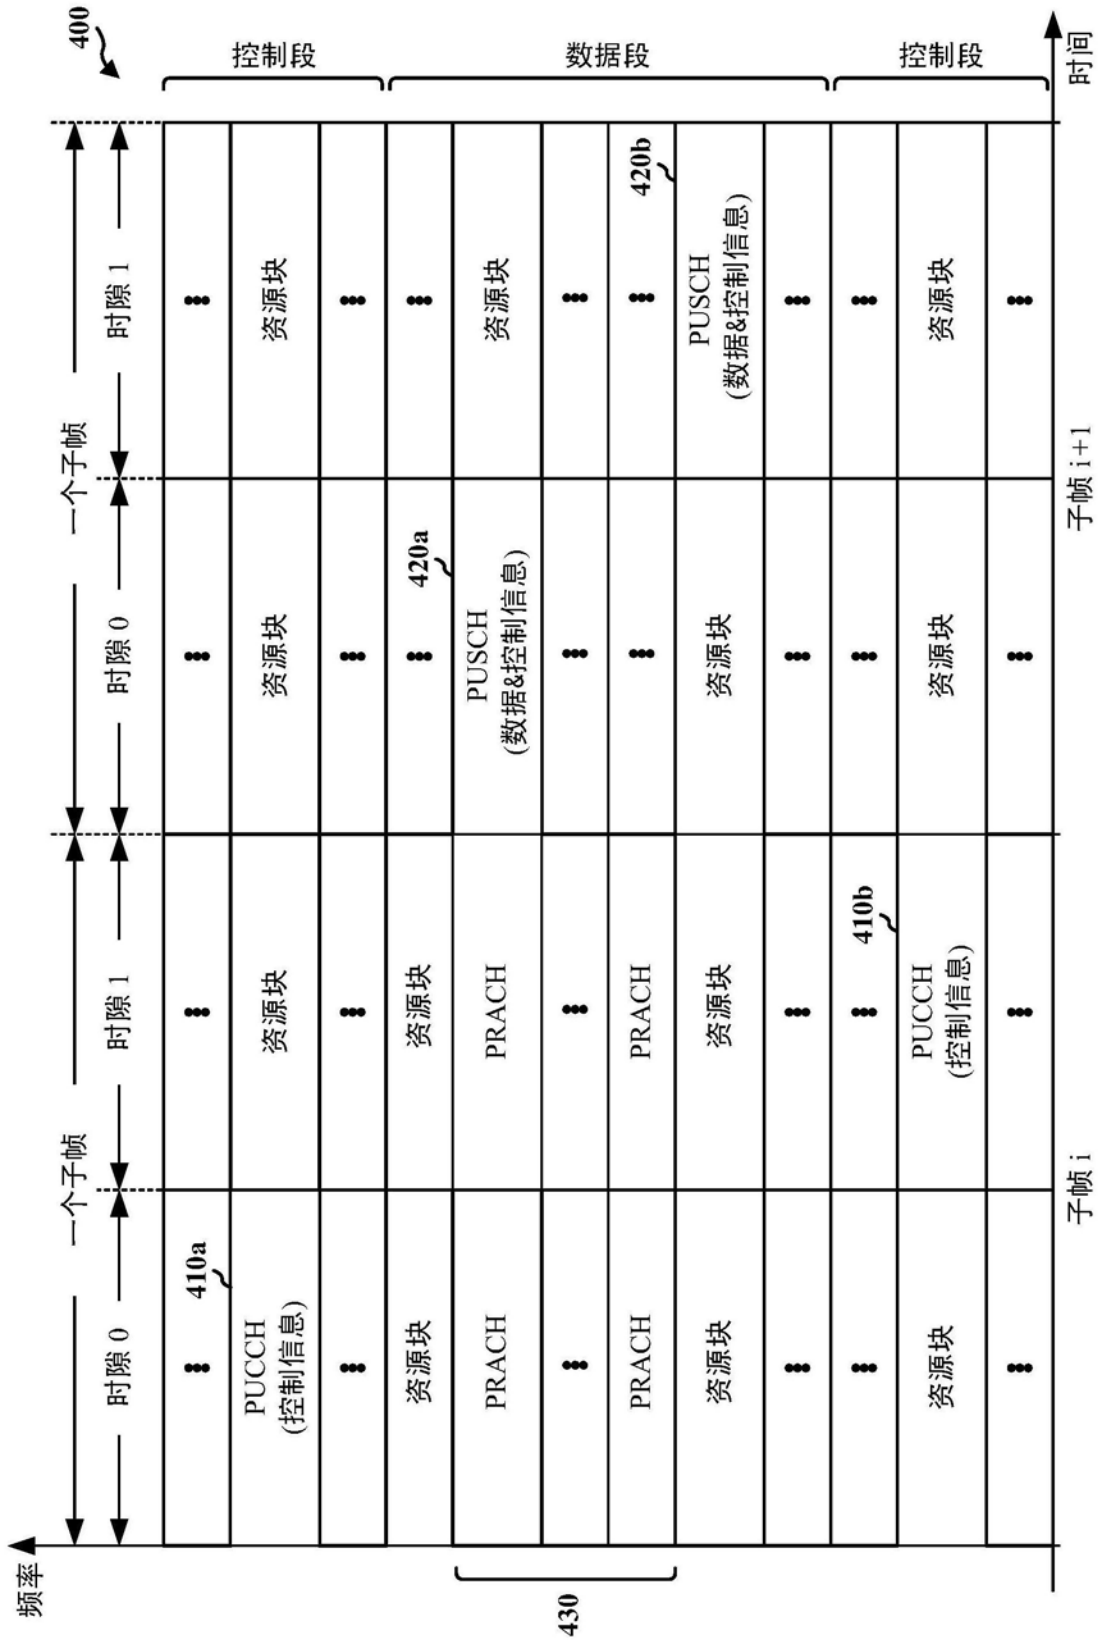 400
一个子帧
一个子帧
时隙 0
时隙 1
时隙 0
时隙 1
频率
410a
PUCCH
(控制信息)
资源块
资源块
资源块
控制段
资源块
资源块
420a
430
PRACH
PRACH
PUSCH
(数据&控制信息)
资源块
数据段
PRACH
PRACH
420b
资源块
资源块
资源块
PUSCH
(数据&控制信息)
410b
资源块
PUCCH
(控制信息)
资源块
资源块
控制段
子帧 i
子帧 i+1
时间